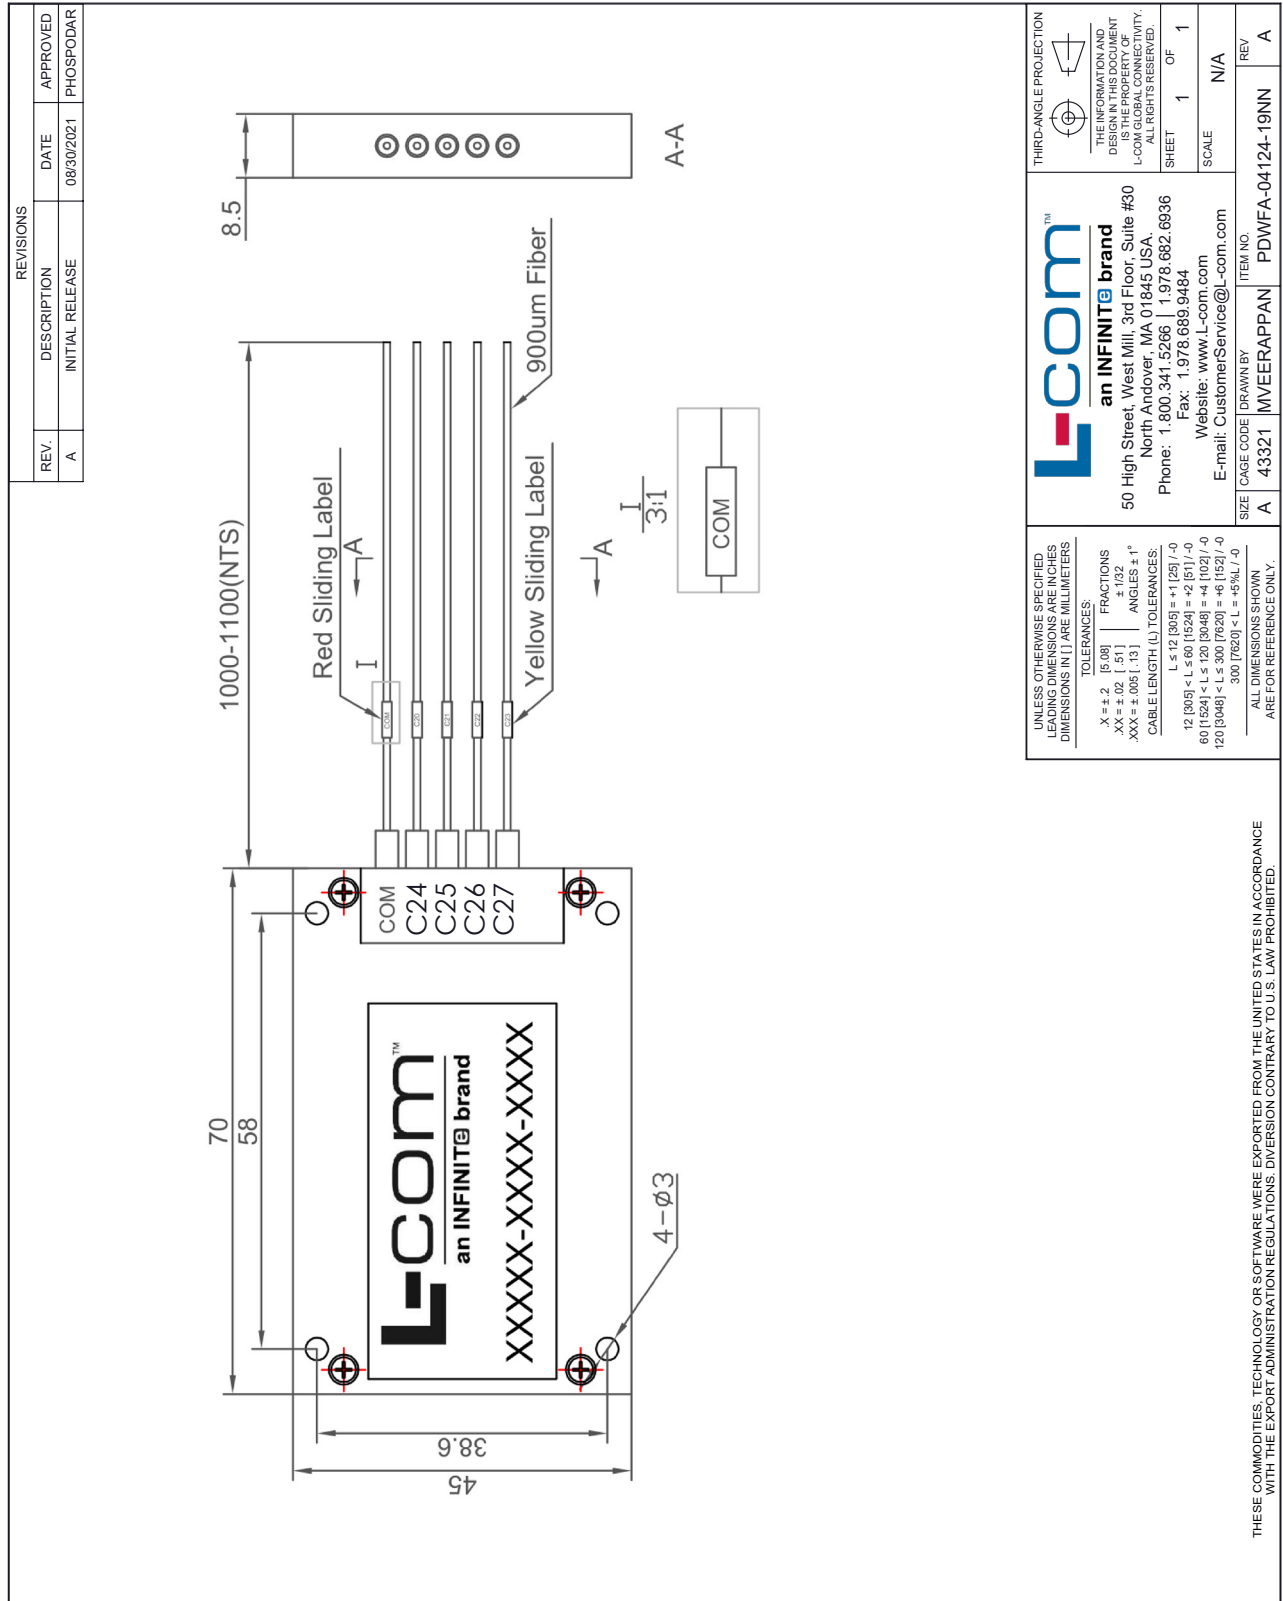 REVISIONS
REV. DESCRIPTION DATE APPROVED
A INITIAL RELEASE 08/30/2021 PHOSPODAR
70
58
1000-1100(NTS)
8.5
45
38.6
4-Ø3
Red Sliding Label
Yellow Sliding Label
900um Fiber
I
A
A
A-A
I
3:1
COM
COM
C24
C25
C26
C27
COM
C20
C21
C22
C23
L-com™
an INFINITe brand
XXXXX-XXXX-XXX-XXXX
UNLESS OTHERWISE SPECIFIED
LEADING DIMENSIONS ARE INCHES
DIMENSIONS IN [ ] ARE MILLIMETERS
TOLERANCES:
.X = ±.2 [5.08] FRACTIONS
.XX = ±.02 [ .51 ] ± 1/32
.XXX = ±.005 [ .13 ] ANGLES ± 1°
CABLE LENGTH (L) TOLERANCES:
L ≤ 12 [305] = +1 [25] / -0
12 [305] < L ≤ 60 [1524] = +2 [51] / -0
60 [1524] < L ≤ 120 [3048] = +4 [102] / -0
120 [3048] < L ≤ 300 [7620] = +6 [152] / -0
300 [7620] < L = +5%L / -0
ALL DIMENSIONS SHOWN
ARE FOR REFERENCE ONLY.
L-com™
an INFINITe brand
50 High Street, West Mill, 3rd Floor, Suite #30
North Andover, MA 01845 USA.
Phone: 1.800.341.5266 | 1.978.682.6936
Fax: 1.978.689.9484
Website: www.L-com.com
E-mail: CustomerService@L-com.com
THIRD-ANGLE PROJECTION
THE INFORMATION AND
DESIGN IN THIS DOCUMENT
IS THE PROPERTY OF
L-COM GLOBAL CONNECTIVITY.
ALL RIGHTS RESERVED.
SHEET 1 OF 1
SCALE N/A
SIZE A
CAGE CODE 43321
DRAWN BY MVEERAPPAN
ITEM NO. PDWFA-04124-19NN
REV A
THESE COMMODITIES, TECHNOLOGY OR SOFTWARE WERE EXPORTED FROM THE UNITED STATES IN ACCORDANCE
WITH THE EXPORT ADMINISTRATION REGULATIONS. DIVERSION CONTRARY TO U.S. LAW PROHIBITED.